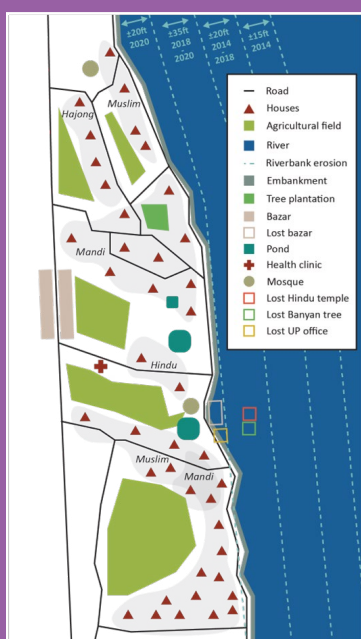 ±20ft
2020
±35ft
2018
2020
±20ft
2014
- 2018
±15ft
2014
Hajong
Muslim
Mandi
Hindu
Muslim
Mandi
Road
Houses
Agricultural field
River
Riverbank erosion
Embankment
Tree plantation
Bazar
Lost bazar
Pond
Health clinic
Mosque
Lost Hindu temple
Lost Banyan tree
Lost UP office